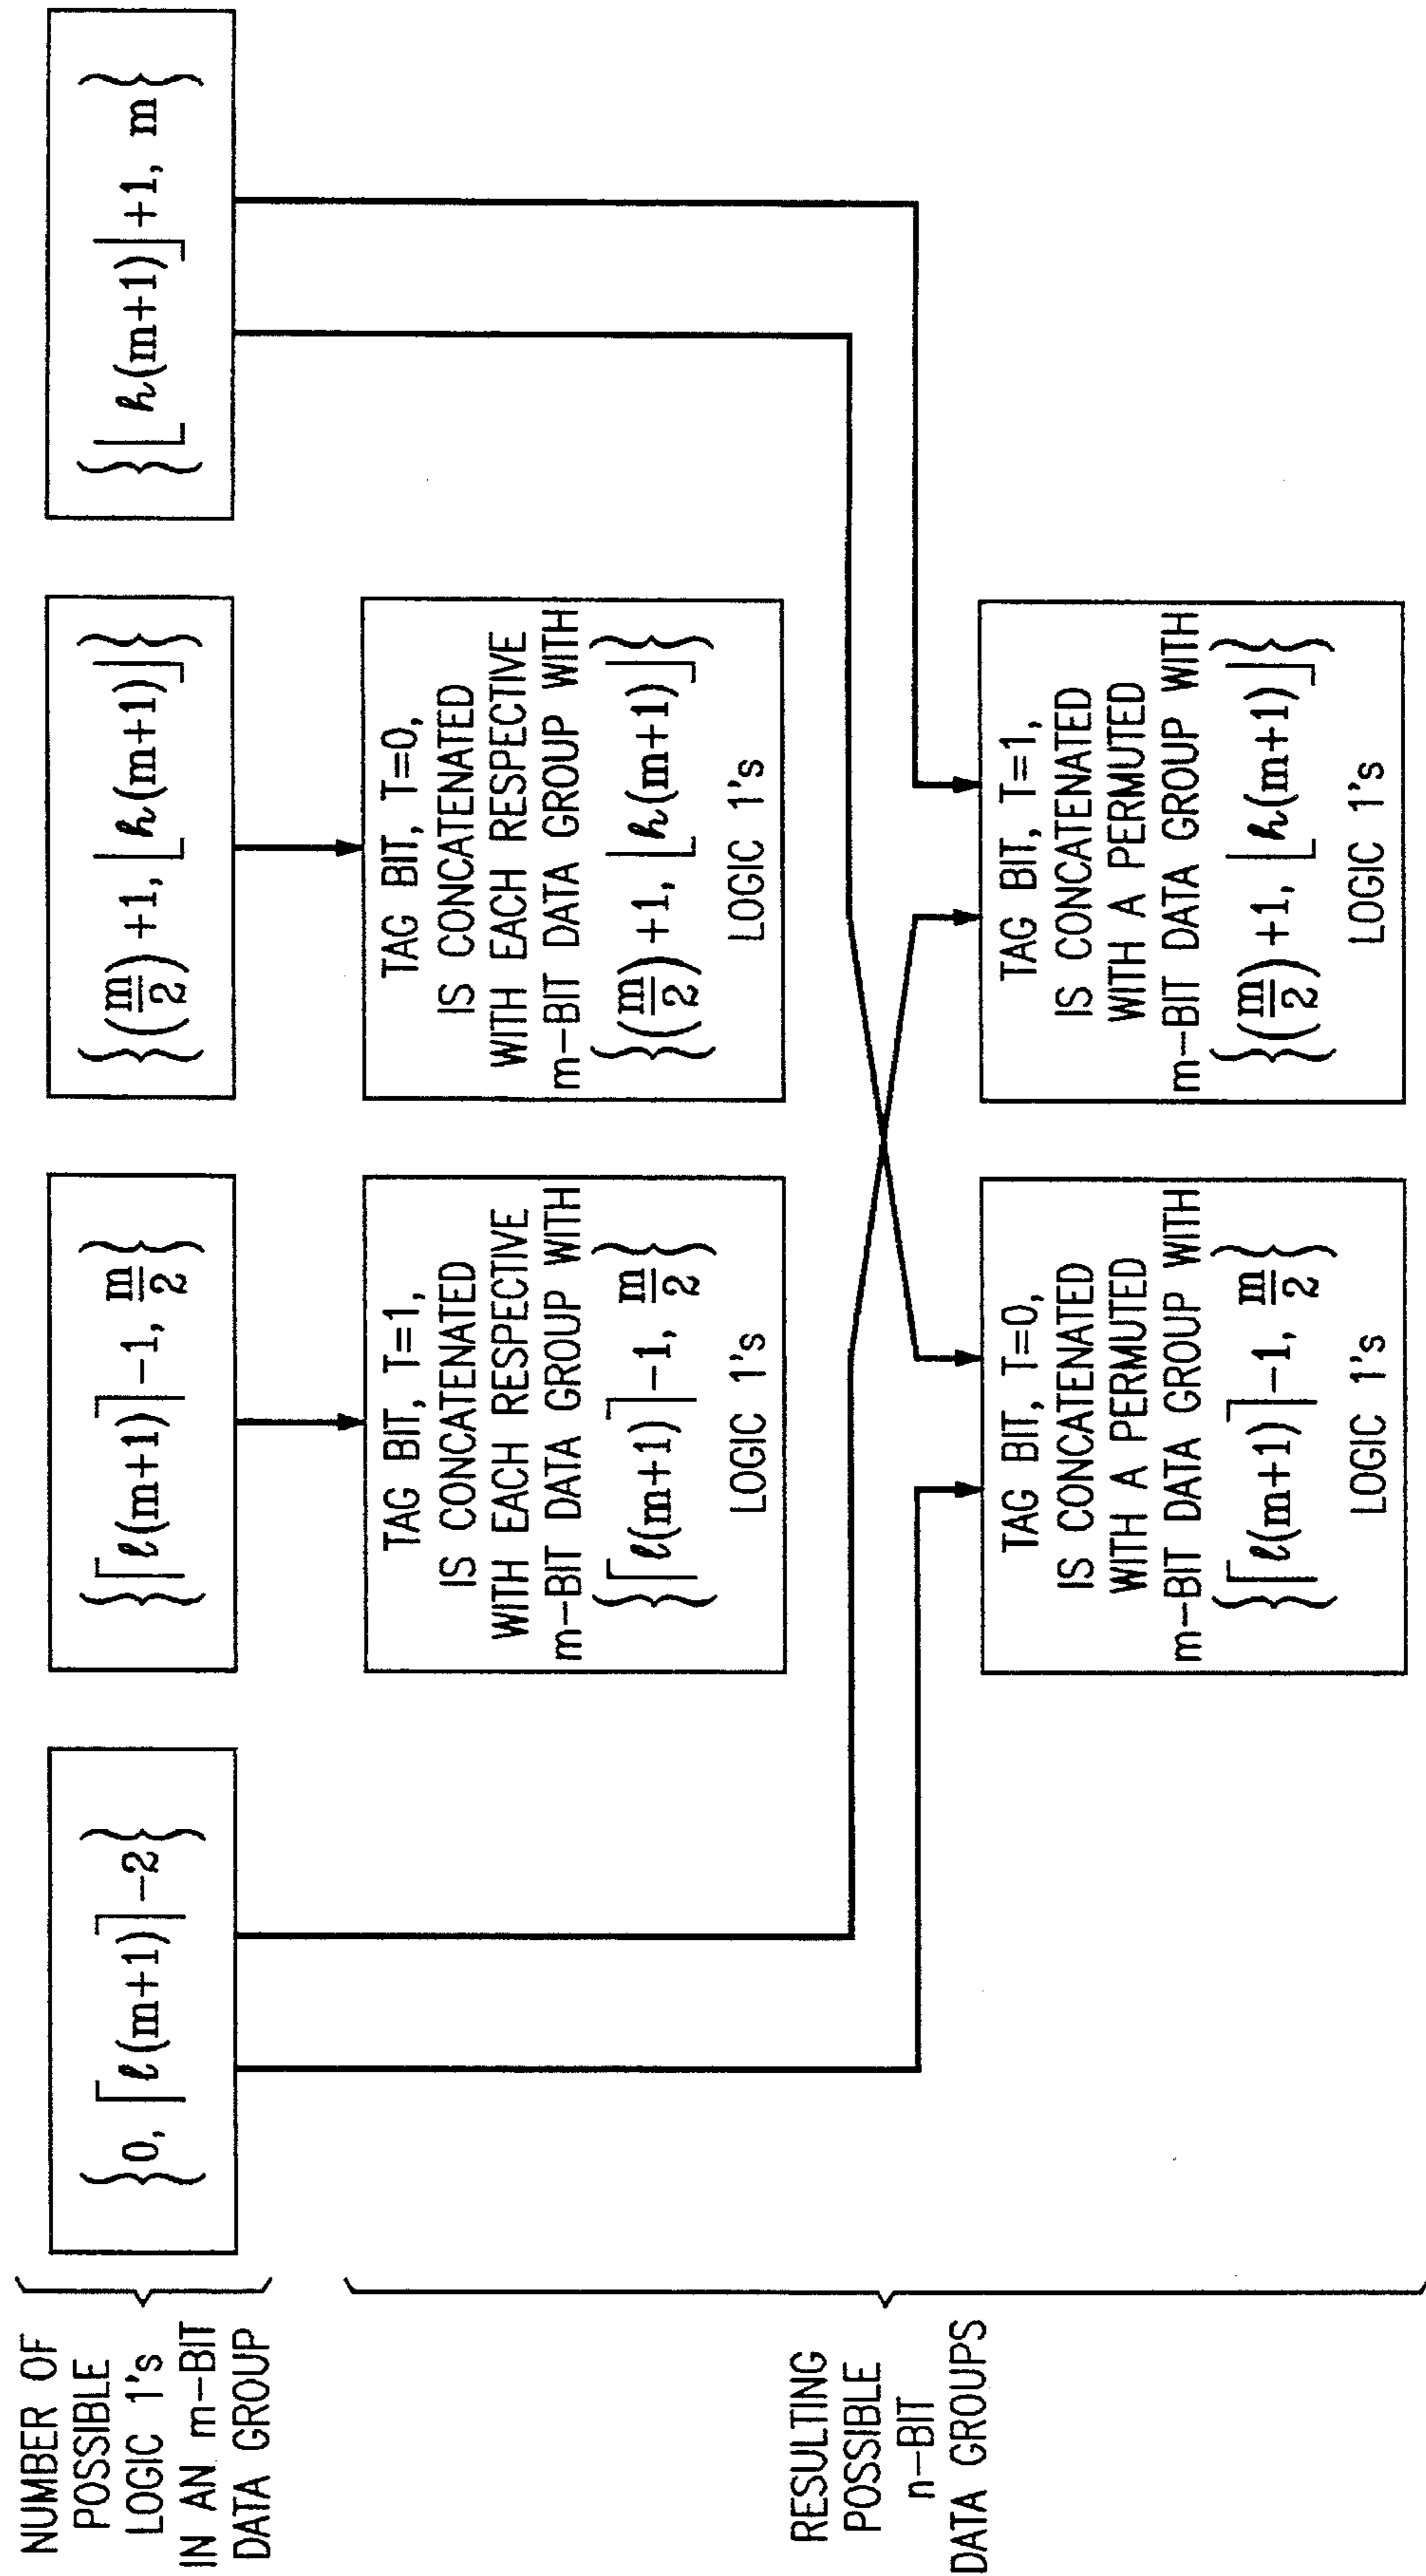 NUMBER OF
POSSIBLE
LOGIC 1's
IN AN m-BIT
DATA GROUP
{0, ⌈ℓ(m+1)⌉-2}
{⌈ℓ(m+1)⌉-1, m/2}
{(m/2)+1, ⌊h(m+1)⌋}
{⌊h(m+1)⌋+1, m}
RESULTING
POSSIBLE
n-BIT
DATA GROUPS
TAG BIT, T=1,
IS CONCATENATED
WITH EACH RESPECTIVE
m-BIT DATA GROUP WITH
{⌈ℓ(m+1)⌉-1, m/2}
LOGIC 1's
TAG BIT, T=0,
IS CONCATENATED
WITH EACH RESPECTIVE
m-BIT DATA GROUP WITH
{(m/2)+1, ⌊h(m+1)⌋}
LOGIC 1's
TAG BIT, T=0,
IS CONCATENATED
WITH A PERMUTED
m-BIT DATA GROUP WITH
{⌈ℓ(m+1)⌉-1, m/2}
LOGIC 1's
TAG BIT, T=1,
IS CONCATENATED
WITH A PERMUTED
m-BIT DATA GROUP WITH
{(m/2)+1, ⌊h(m+1)⌋}
LOGIC 1's